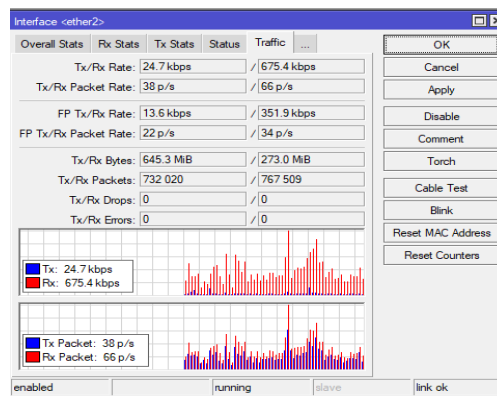 Interface <ether2>
Overall Stats Rx Stats Tx Stats Status Traffic ...
Tx/Rx Rate: 24.7 kbps / 675.4 kbps
Tx/Rx Packet Rate: 38 p/s / 66 p/s
FP Tx/Rx Rate: 13.6 kbps / 351.9 kbps
FP Tx/Rx Packet Rate: 22 p/s / 34 p/s
Tx/Rx Bytes: 645.3 MiB / 273.0 MiB
Tx/Rx Packets: 732 020 / 767 509
Tx/Rx Drops: 0 / 0
Tx/Rx Errors: 0 / 0
Tx: 24.7 kbps
Rx: 675.4 kbps
Tx Packet: 38 p/s
Rx Packet: 66 p/s
OK
Cancel
Apply
Disable
Comment
Torch
Cable Test
Blink
Reset MAC Address
Reset Counters
enabled running slave link ok